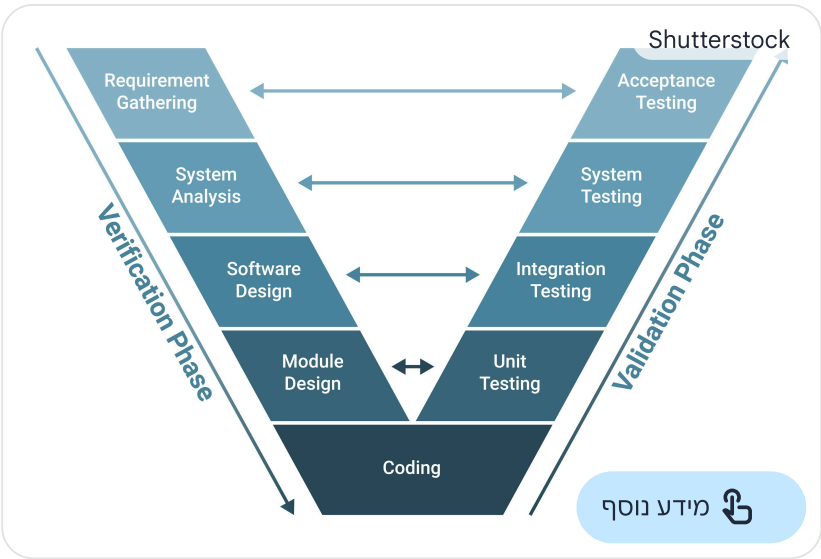 Shutterstock
Requirement
Gathering
Acceptance
Testing
System
Analysis
System
Testing
Software
Design
Integration
Testing
Module
Design
Unit
Testing
Coding
Verification Phase
Validation Phase
מידע נוסף